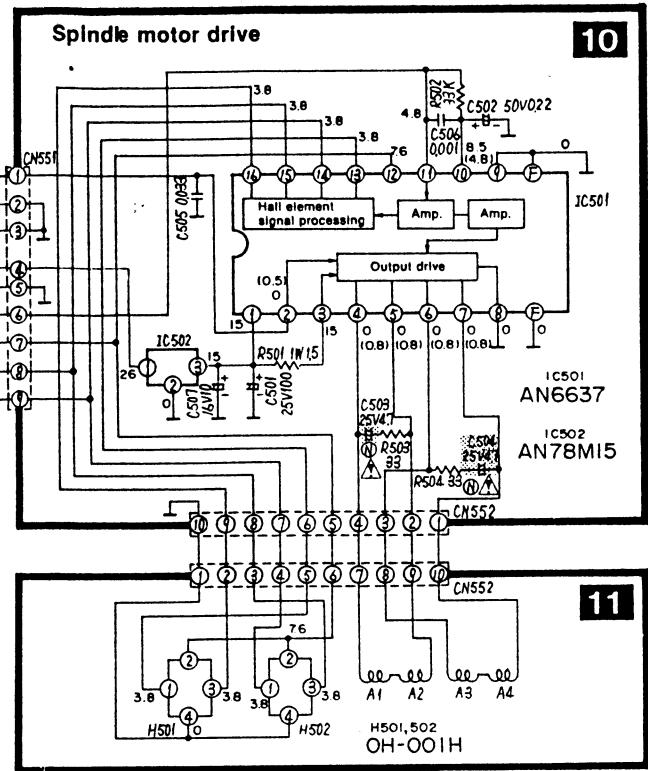 Spindle motor drive
10
3.8
3.8
3.8
3.8
7.6
4.8
R502
33K
C506
0.001
C502 50V0.22
8.5
(4.8)
0
CN551
1
2
3
4
5
6
7
8
9
C505 0.033
16
15
14
13
12
11
10
9
F
IC501
Hall element
signal processing
Amp.
Amp.
Output drive
(0.5)
0
1
2
3
4
5
6
7
8
F
15
15
0
(0.8)
0
(0.8)
0
(0.8)
0
(0.8)
0
0
IC502
1
2
3
26
15
0
C507
16V10
C501
25V100
R501 1W1.5
IC501
AN6637
IC502
AN78M15
C503
25V4.7
N
R503
33
R504 33
C504
25V4.7
N
10
9
8
7
6
5
4
3
2
1
CN552
1
2
3
4
5
6
7
8
9
10
CN552
11
7.6
1
2
3
4
3.8
3.8
H501
0
1
2
3
4
3.8
3.8
H502
A1
A2
A3
A4
H501,502
OH-001H